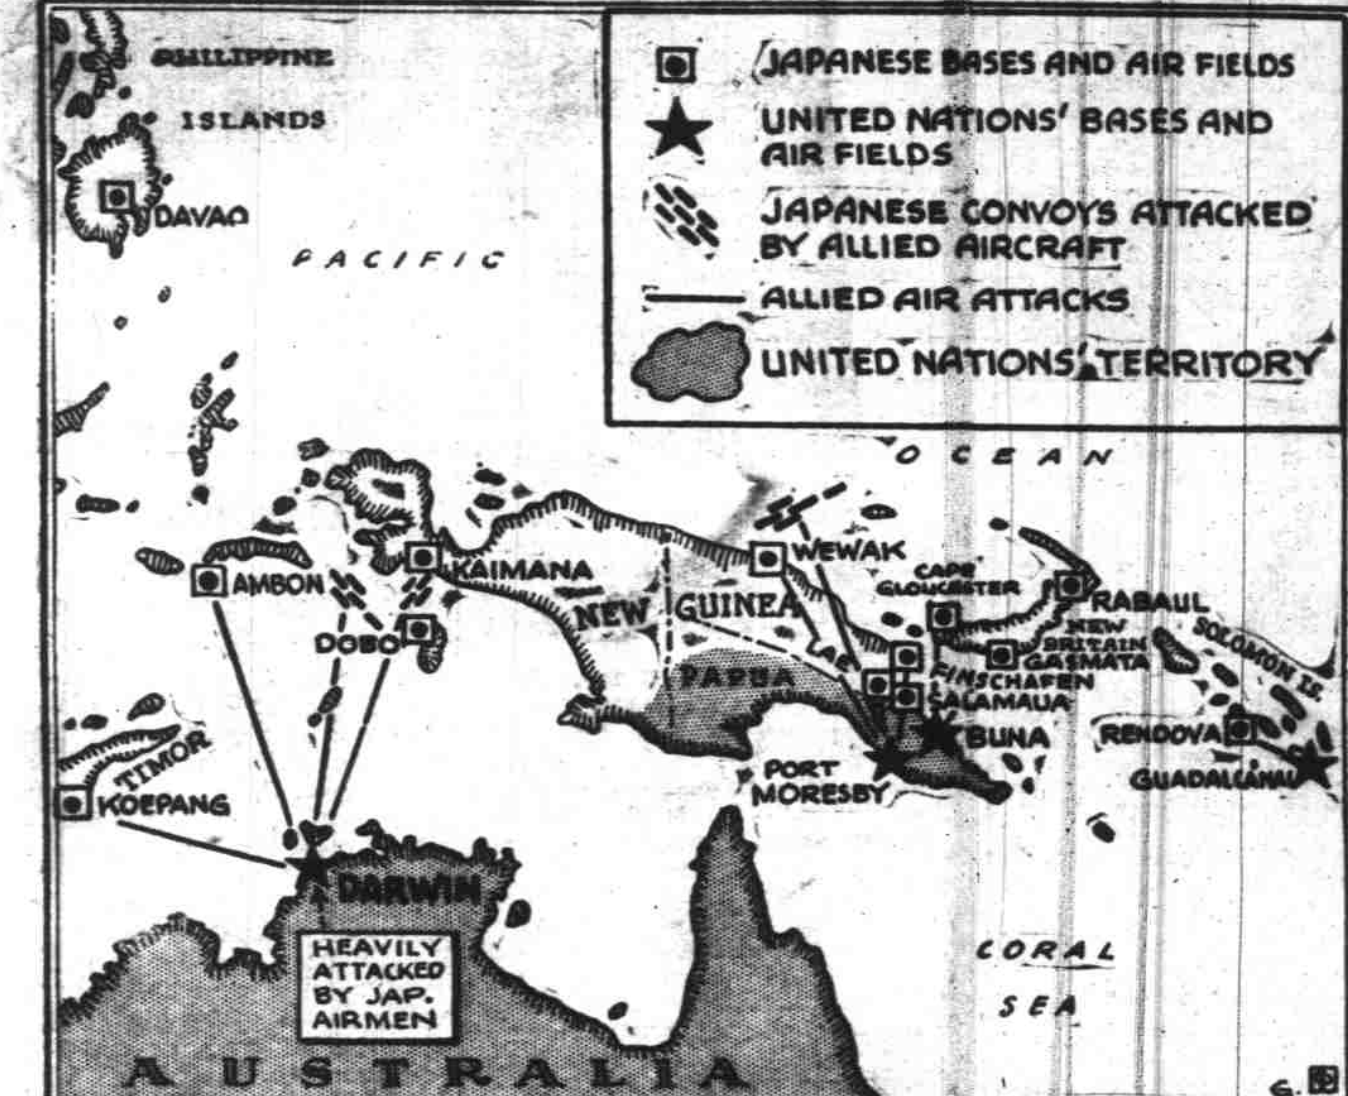 PHILIPPINE
ISLANDS
DAVAO
PACIFIC
JAPANESE BASES AND AIR FIELDS
UNITED NATIONS' BASES AND
AIR FIELDS
JAPANESE CONVOYS ATTACKED
BY ALLIED AIRCRAFT
ALLIED AIR ATTACKS
UNITED NATIONS' TERRITORY
OCEAN
AMBON
KAIMANA
DOBO
NEW GUINEA
WEWAK
CAPE
GLOUCESTER
RABAUL
NEW
BRITAIN
GASMATA
SOLOMON IS.
LAE
FINSCHAFEN
SALAMAUA
PAPUA
BUNA
PORT
MORESBY
RENDOVA
GUADALCANAL
TIMOR
KOEPANG
DARWIN
HEAVILY
ATTACKED
BY JAP.
AIRMEN
CORAL
SEA
AUSTRALIA
G.